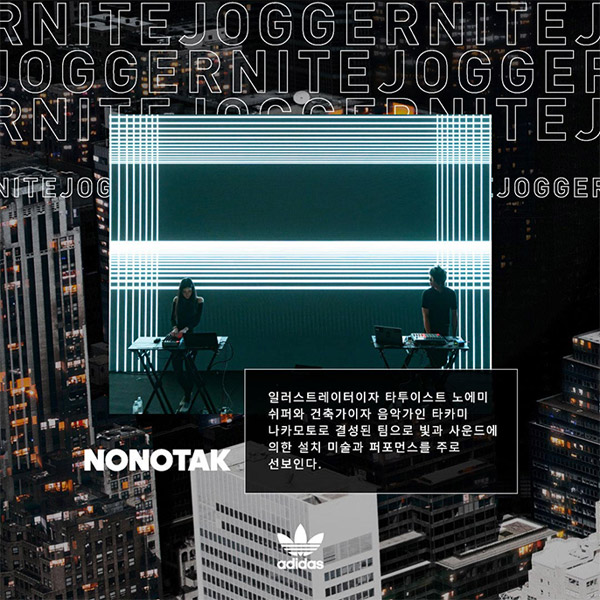 RNITEJOGGERNITEJ
JOGGERNITEJOGGER
RNITEJOGGERNITEJ
NITEJOGG
JOGGER
일러스트레이터이자 타투이스트 노에미
쉬퍼와 건축가이자 음악가인 타카미
나카모토로 결성된 팀으로 빛과 사운드에
의한 설치 미술과 퍼포먼스를 주로
선보인다.
NONOTAK
adidas